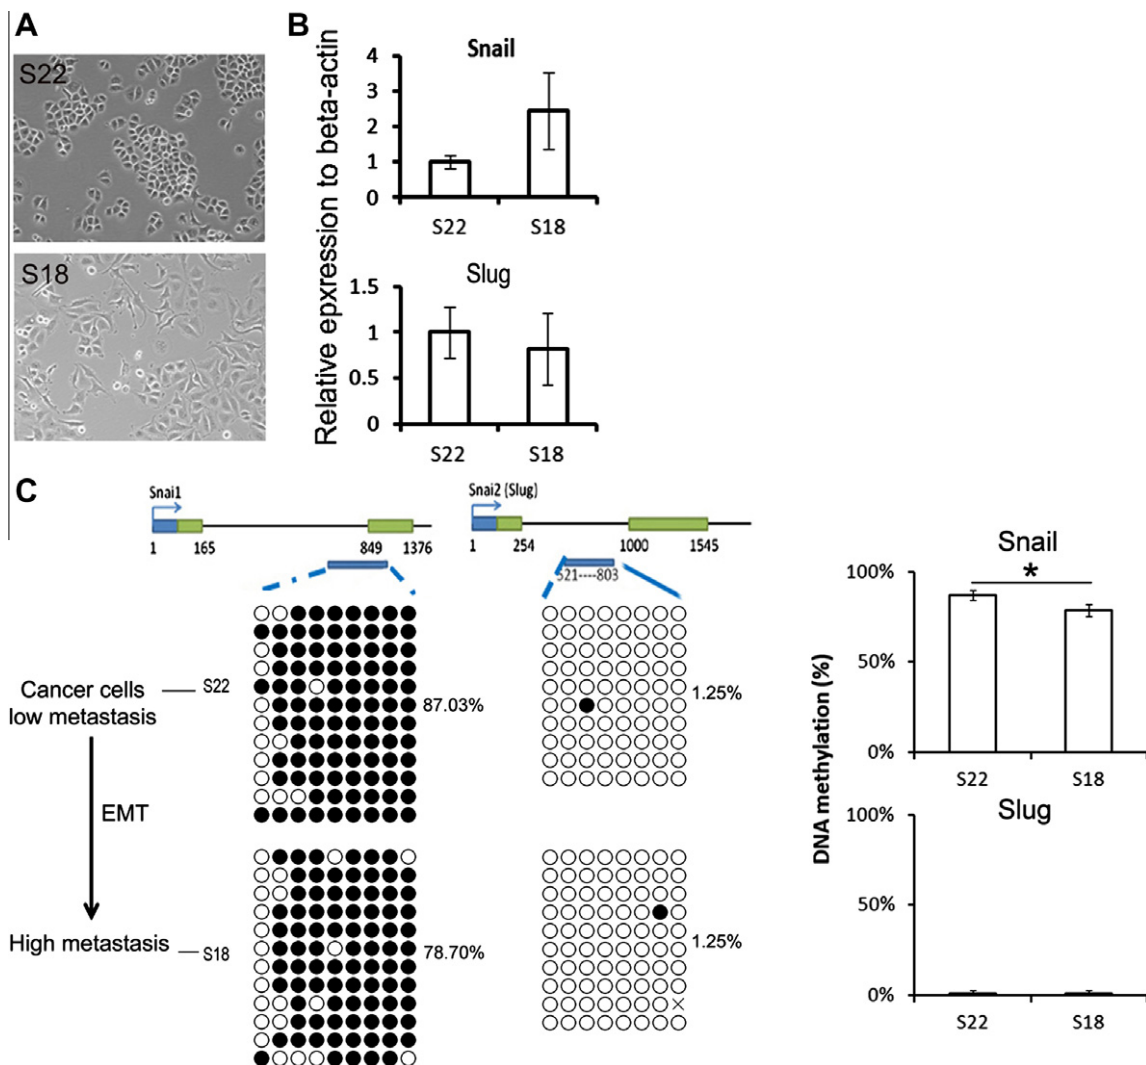 A
S22
S18
B
Relative epxression to beta-actin
Snail
4
3
2
1
0
S22 S18
Slug
1.5
1
0.5
0
S22 S18
C
Snai1
1 165 849 1376
Snai2 (Slug)
1 254 1000 1545
521----803
Cancer cells
low metastasis
S22
87.03%
1.25%
EMT
High metastasis
S18
78.70%
1.25%
DNA methylation (%)
Snail
100%
*
50%
0%
S22 S18
Slug
100%
50%
0%
S22 S18